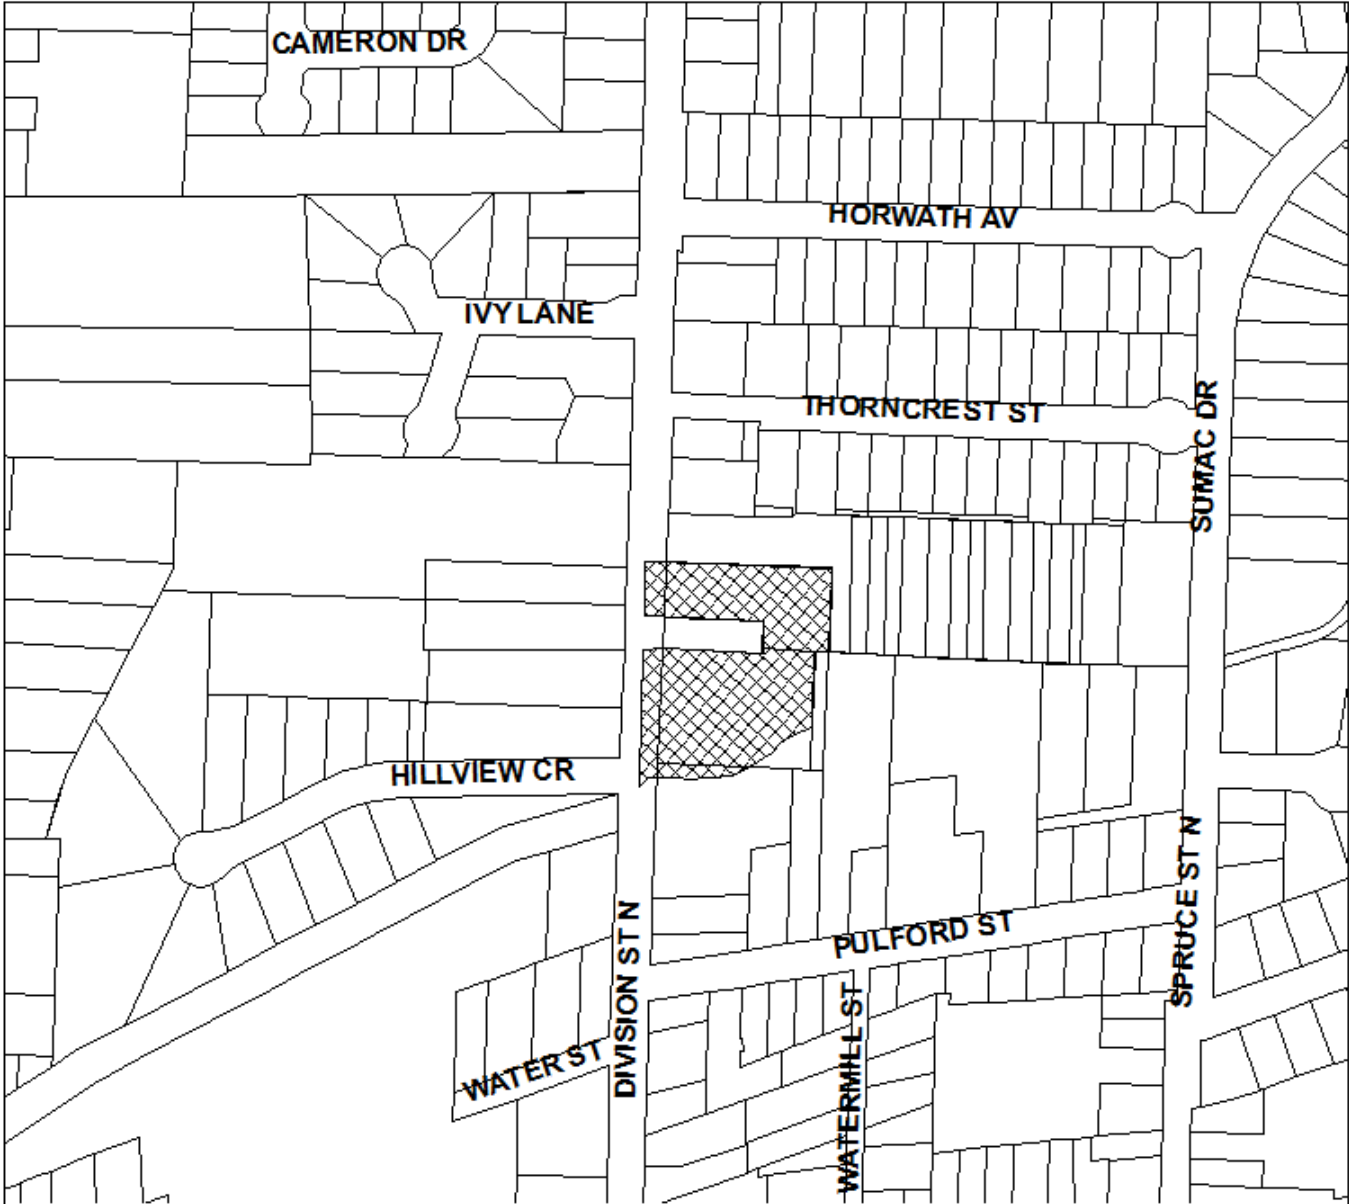 CAMERON DR
HORWATH AV
IVY LANE
THORNCREST ST
SUMAC DR
HILLVIEW CR
SPRUCE ST N
DIVISION ST N
PULFORD ST
WATER ST
WATERMILL ST